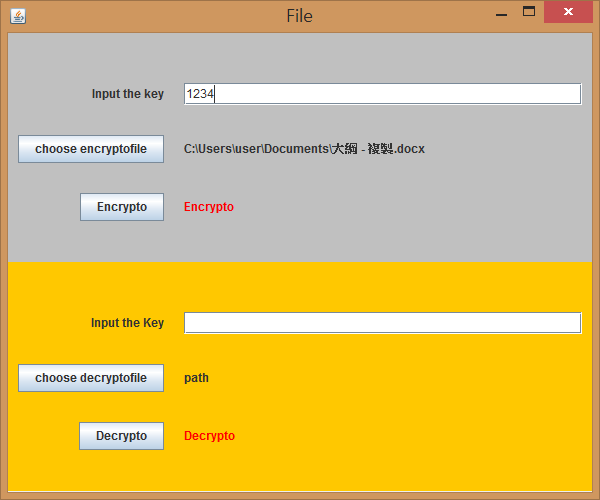 File
Input the key 1234
choose encryptofile C:\Users\user\Documents\大綱 - 複製.docx
Encrypto Encrypto
Input the Key
choose decryptofile path
Decrypto Decrypto